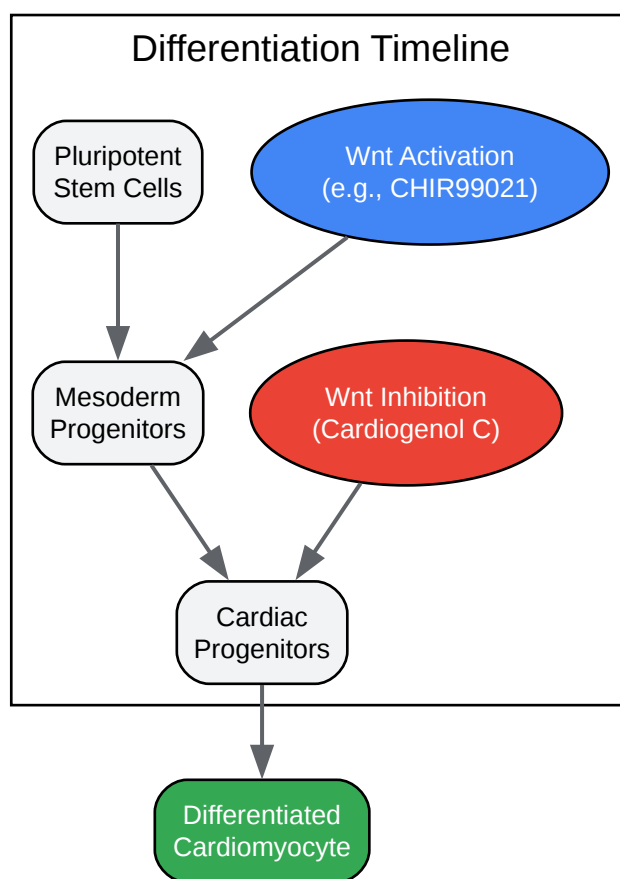 Differentiation Timeline
Pluripotent
Stem Cells
Wnt Activation
(e.g., CHIR99021)
Mesoderm
Progenitors
Wnt Inhibition
(Cardiogenol C)
Cardiac
Progenitors
Differentiated
Cardiomyocyte